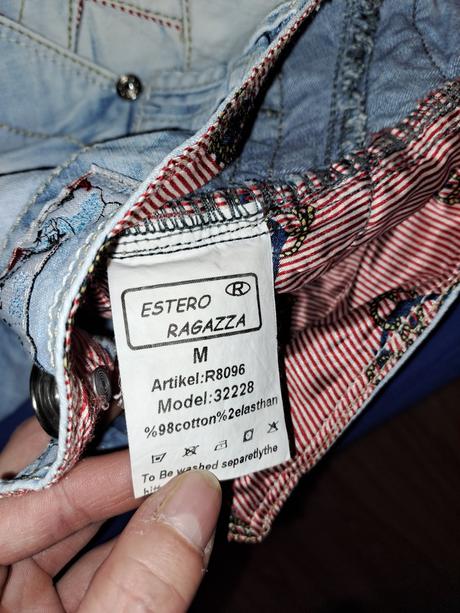 ESTERO ®
RAGAZZA
M
Artikel:R8096
Model:32228
%98cotton%2elasthan
To Be washed separetlythe